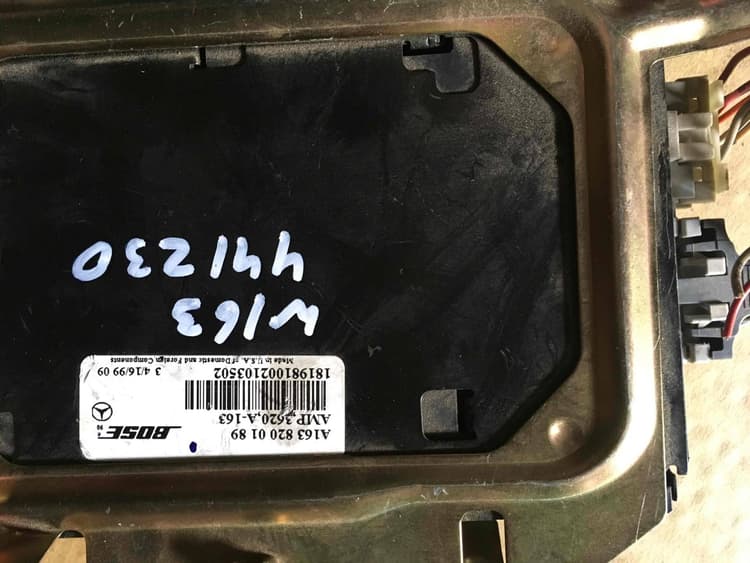 BOSE
A163 820 01 89
AMP,3620,A-163
181981002103502
3 4/16/99 09
Made in U.S.A. of Domestic and Foreign Components
W163
441230